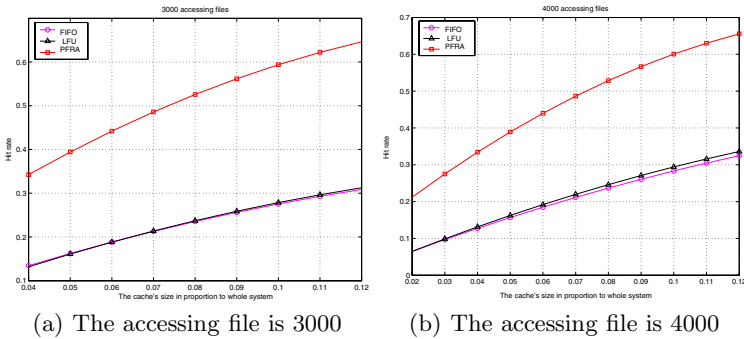 3000 accessing files
FIFO
LFU
PFRA
Hit rate
0.6
0.5
0.4
0.3
0.2
0.1
0.04 0.05 0.06 0.07 0.08 0.09 0.1 0.11 0.12
The cache's size in proportion to whole system
(a) The accessing file is 3000
4000 accessing files
FIFO
LFU
PFRA
Hit rate
0.7
0.6
0.5
0.4
0.3
0.2
0.1
0
0.02 0.03 0.04 0.05 0.06 0.07 0.08 0.09 0.1 0.11 0.12
The cache's size in proportion to whole system
(b) The accessing file is 4000